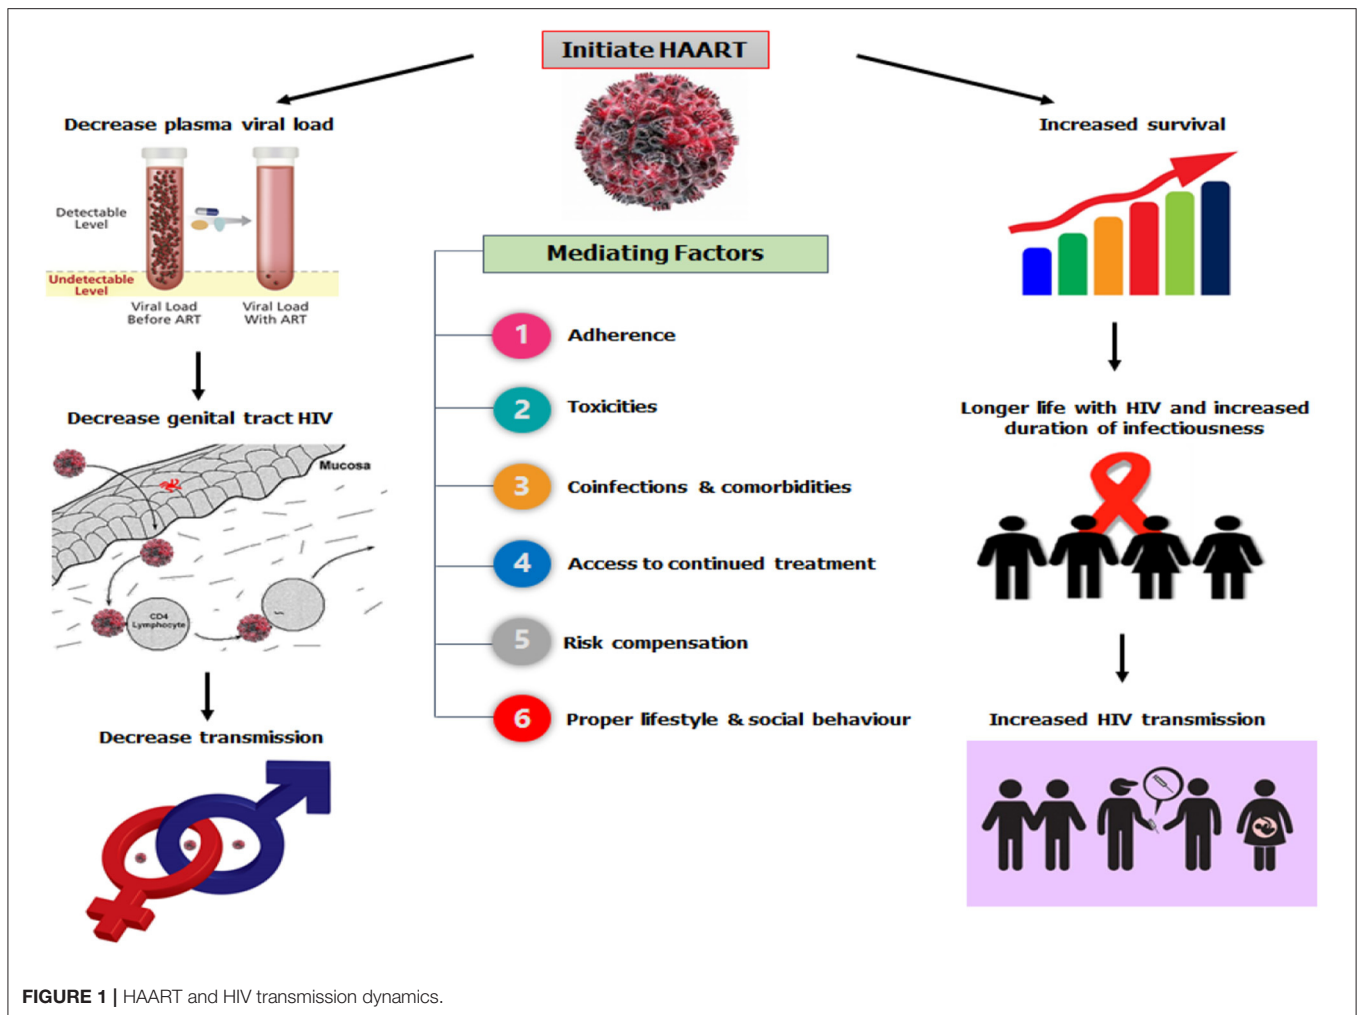 Initiate HAART
Decrease plasma viral load
Detectable
Level
Undetectable
Level
Viral Load
Before ART
Viral Load
With ART
Decrease genital tract HIV
Mucosa
CD4
Lymphocyte
Decrease transmission
Mediating Factors
1 Adherence
2 Toxicities
3 Coinfections & comorbidities
4 Access to continued treatment
5 Risk compensation
6 Proper lifestyle & social behaviour
Increased survival
Longer life with HIV and increased
duration of infectiousness
Increased HIV transmission
FIGURE 1 | HAART and HIV transmission dynamics.